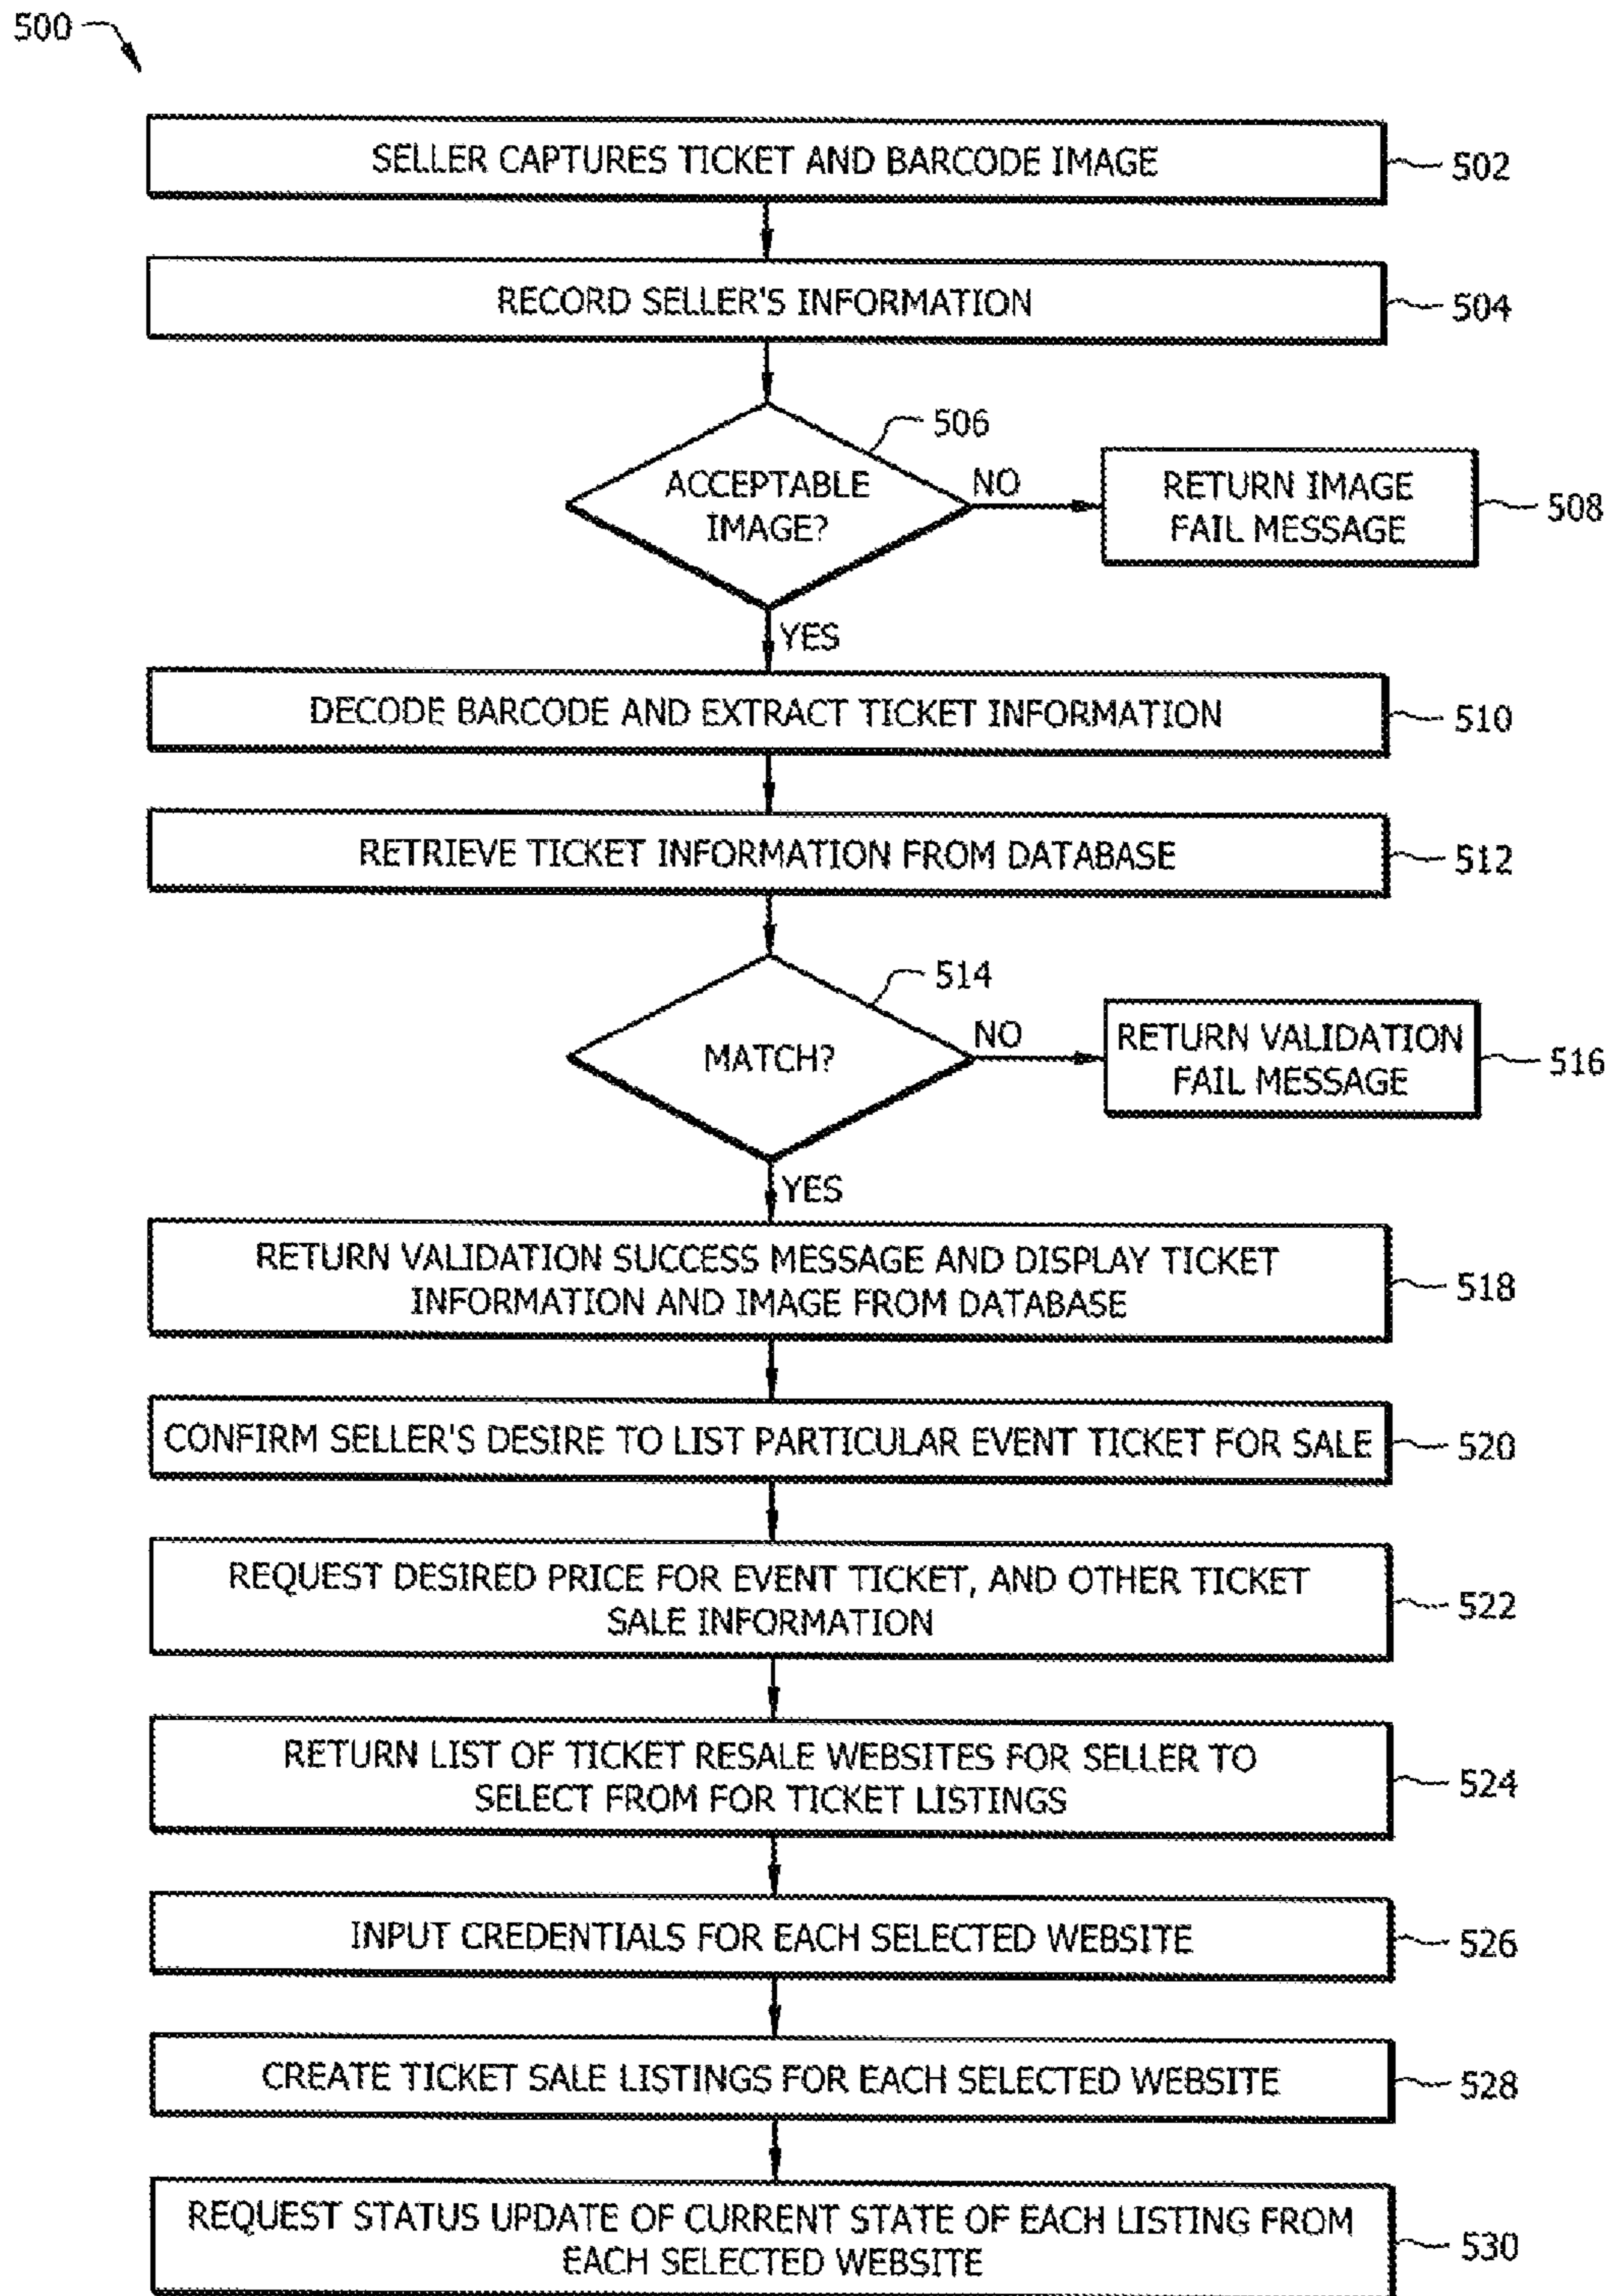 500
SELLER CAPTURES TICKET AND BARCODE IMAGE
502
RECORD SELLER'S INFORMATION
504
506
ACCEPTABLE
IMAGE?
NO
RETURN IMAGE
FAIL MESSAGE
508
YES
DECODE BARCODE AND EXTRACT TICKET INFORMATION
510
RETRIEVE TICKET INFORMATION FROM DATABASE
512
514
MATCH?
NO
RETURN VALIDATION
FAIL MESSAGE
516
YES
RETURN VALIDATION SUCCESS MESSAGE AND DISPLAY TICKET
INFORMATION AND IMAGE FROM DATABASE
518
CONFIRM SELLER'S DESIRE TO LIST PARTICULAR EVENT TICKET FOR SALE
520
REQUEST DESIRED PRICE FOR EVENT TICKET, AND OTHER TICKET
SALE INFORMATION
522
RETURN LIST OF TICKET RESALE WEBSITES FOR SELLER TO
SELECT FROM FOR TICKET LISTINGS
524
INPUT CREDENTIALS FOR EACH SELECTED WEBSITE
526
CREATE TICKET SALE LISTINGS FOR EACH SELECTED WEBSITE
528
REQUEST STATUS UPDATE OF CURRENT STATE OF EACH LISTING FROM
EACH SELECTED WEBSITE
530